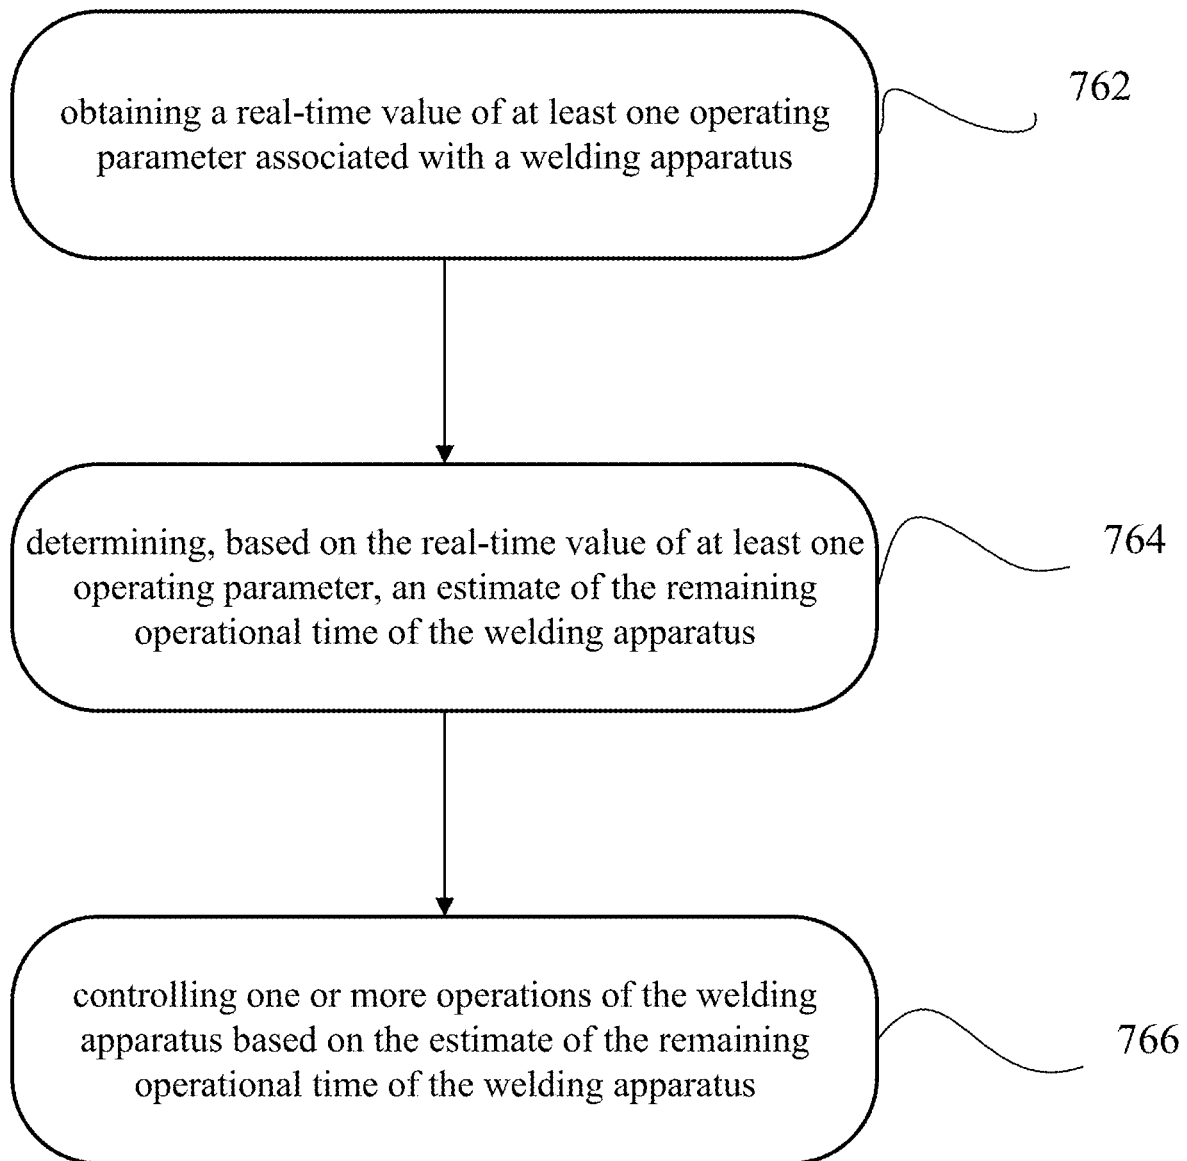 obtaining a real-time value of at least one operating
parameter associated with a welding apparatus
762
determining, based on the real-time value of at least one
operating parameter, an estimate of the remaining
operational time of the welding apparatus
764
controlling one or more operations of the welding
apparatus based on the estimate of the remaining
operational time of the welding apparatus
766